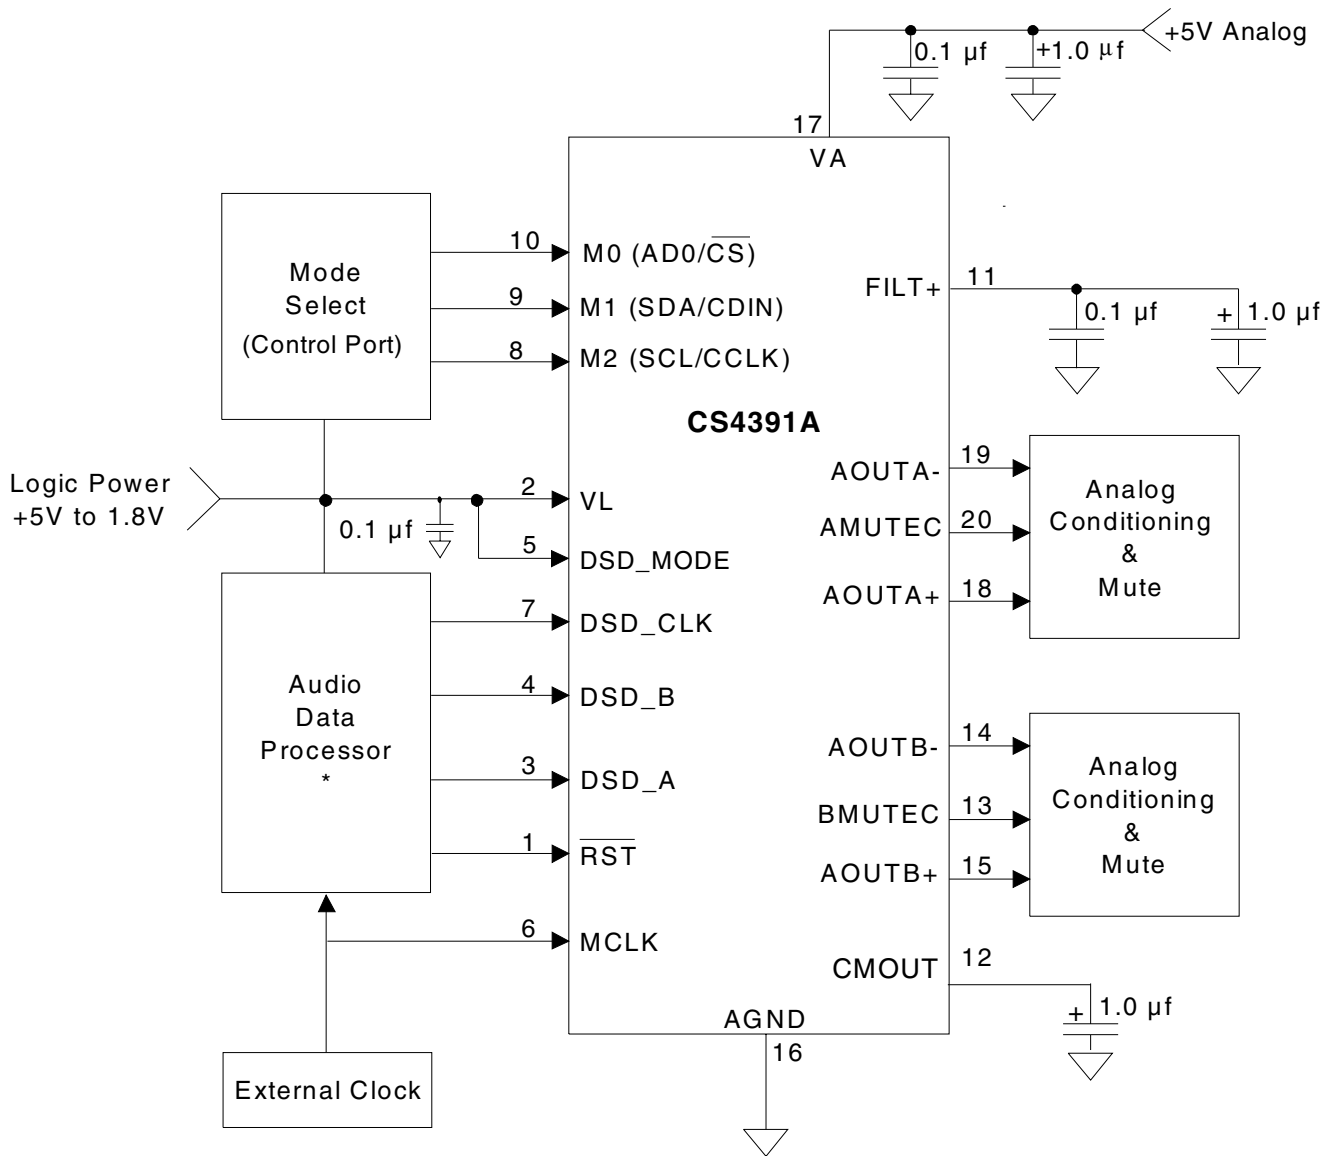 +5V Analog
0.1 µf
+1.0 µf
17
VA
Mode
Select
(Control Port)
10
M0 (AD0/CS)
9
M1 (SDA/CDIN)
8
M2 (SCL/CCLK)
FILT+
11
0.1 µf
+ 1.0 µf
CS4391A
Logic Power
+5V to 1.8V
0.1 µf
2
VL
5
DSD_MODE
7
DSD_CLK
4
DSD_B
3
DSD_A
1
RST
6
MCLK
Audio
Data
Processor
*
External Clock
AOUTA-
19
AMUTEC
20
AOUTA+
18
Analog
Conditioning
&
Mute
AOUTB-
14
BMUTEC
13
AOUTB+
15
Analog
Conditioning
&
Mute
CMOUT
12
+ 1.0 µf
AGND
16